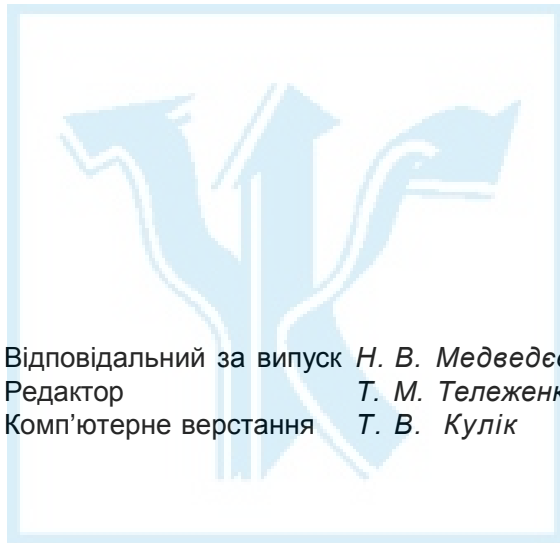 Відповідальний за випуск Н. В.
Редактор Т. М.
Комп’ютерне верстання Т. В. Кулік